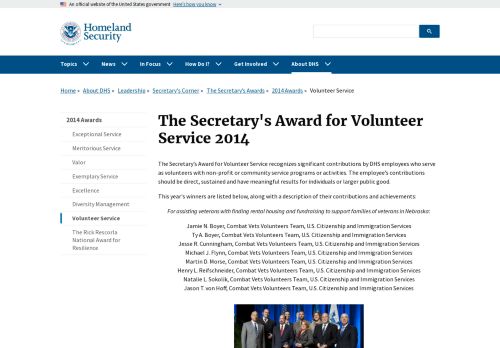 An official website of the United States government Here's how you know
Homeland
Security
Topics News In Focus How Do I? Get Involved About DHS
Home » About DHS » Leadership » Secretary's Corner » The Secretary's Awards » 2014 Awards » Volunteer Service
2014 Awards
Exceptional Service
Meritorious Service
Valor
Exemplary Service
Excellence
Diversity Management
Volunteer Service
The Rick Rescorla
National Award for
Resilience
The Secretary's Award for Volunteer
Service 2014
The Secretary's Award for Volunteer Service recognizes significant contributions by DHS employees who serve
as volunteers with non-profit or community service programs or activities. The employee's contributions
should be direct, sustained and have meaningful results for individuals or larger public good.
This year's winners are listed below, along with a description of their contributions and achievements:
For assisting veterans with finding rental housing and fundraising to support families of veterans in Nebraska:
Jamie N. Boyer, Combat Vets Volunteers Team, U.S. Citizenship and Immigration Services
Ty A. Boyer, Combat Vets Volunteers Team, U.S. Citizenship and Immigration Services
Jesse R. Cunningham, Combat Vets Volunteers Team, U.S. Citizenship and Immigration Services
Michael J. Flynn, Combat Vets Volunteers Team, U.S. Citizenship and Immigration Services
Martin D. Morse, Combat Vets Volunteers Team, U.S. Citizenship and Immigration Services
Henry L. Reifschneider, Combat Vets Volunteers Team, U.S. Citizenship and Immigration Services
Natalie L. Sokolik, Combat Vets Volunteers Team, U.S. Citizenship and Immigration Services
Jason T. von Hoff, Combat Vets Volunteers Team, U.S. Citizenship and Immigration Services